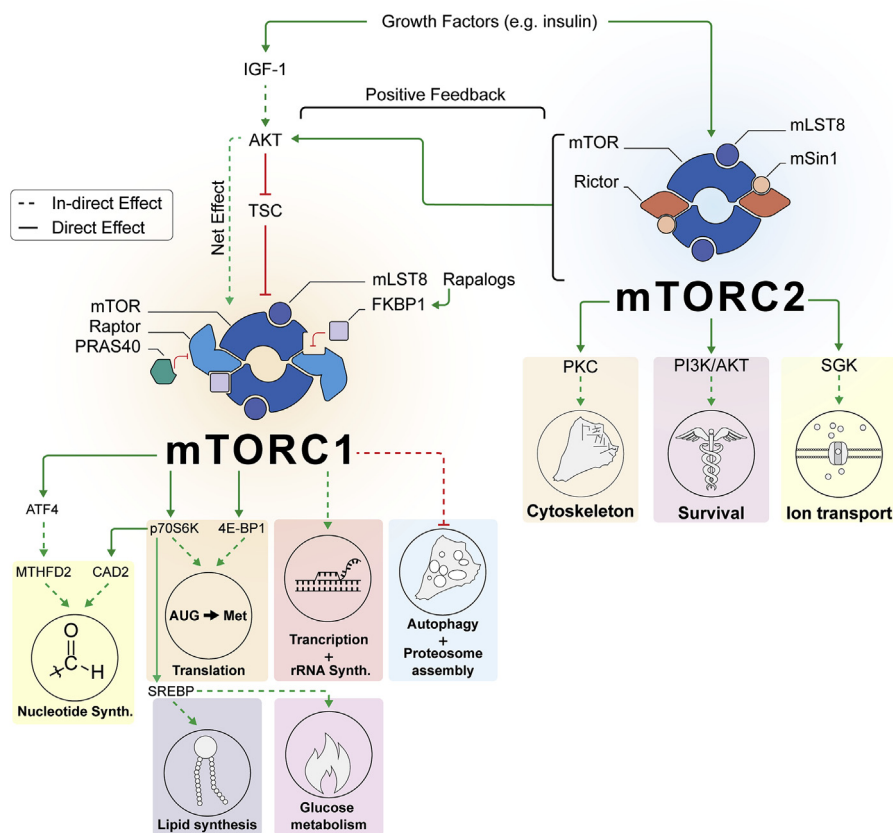 Growth Factors (e.g. insulin)
IGF-1
Positive Feedback
AKT
mTOR
mLST8
mSin1
Rictor
In-direct Effect
Direct Effect
Net Effect
TSC
mTORC2
mLST8
Rapalogs
mTOR
FKBP1
Raptor
PRAS40
PKC
PI3K/AKT
SGK
Cytoskeleton
Survival
Ion transport
mTORC1
ATF4
p70S6K
4E-BP1
MTHFD2
CAD2
AUG → Met
Translation
Trancription
+
rRNA Synth.
Autophagy
+
Proteosome
assembly
O
C
H
Nucleotide Synth.
SREBP
Lipid synthesis
Glucose
metabolism